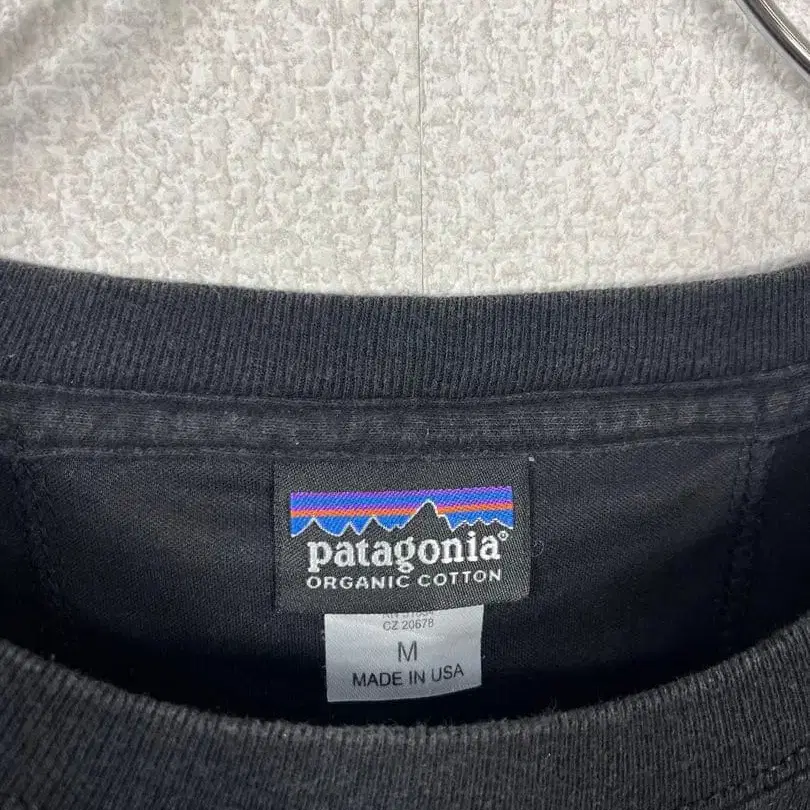 patagonia®
ORGANIC COTTON
CZ 20678
M
MADE IN USA